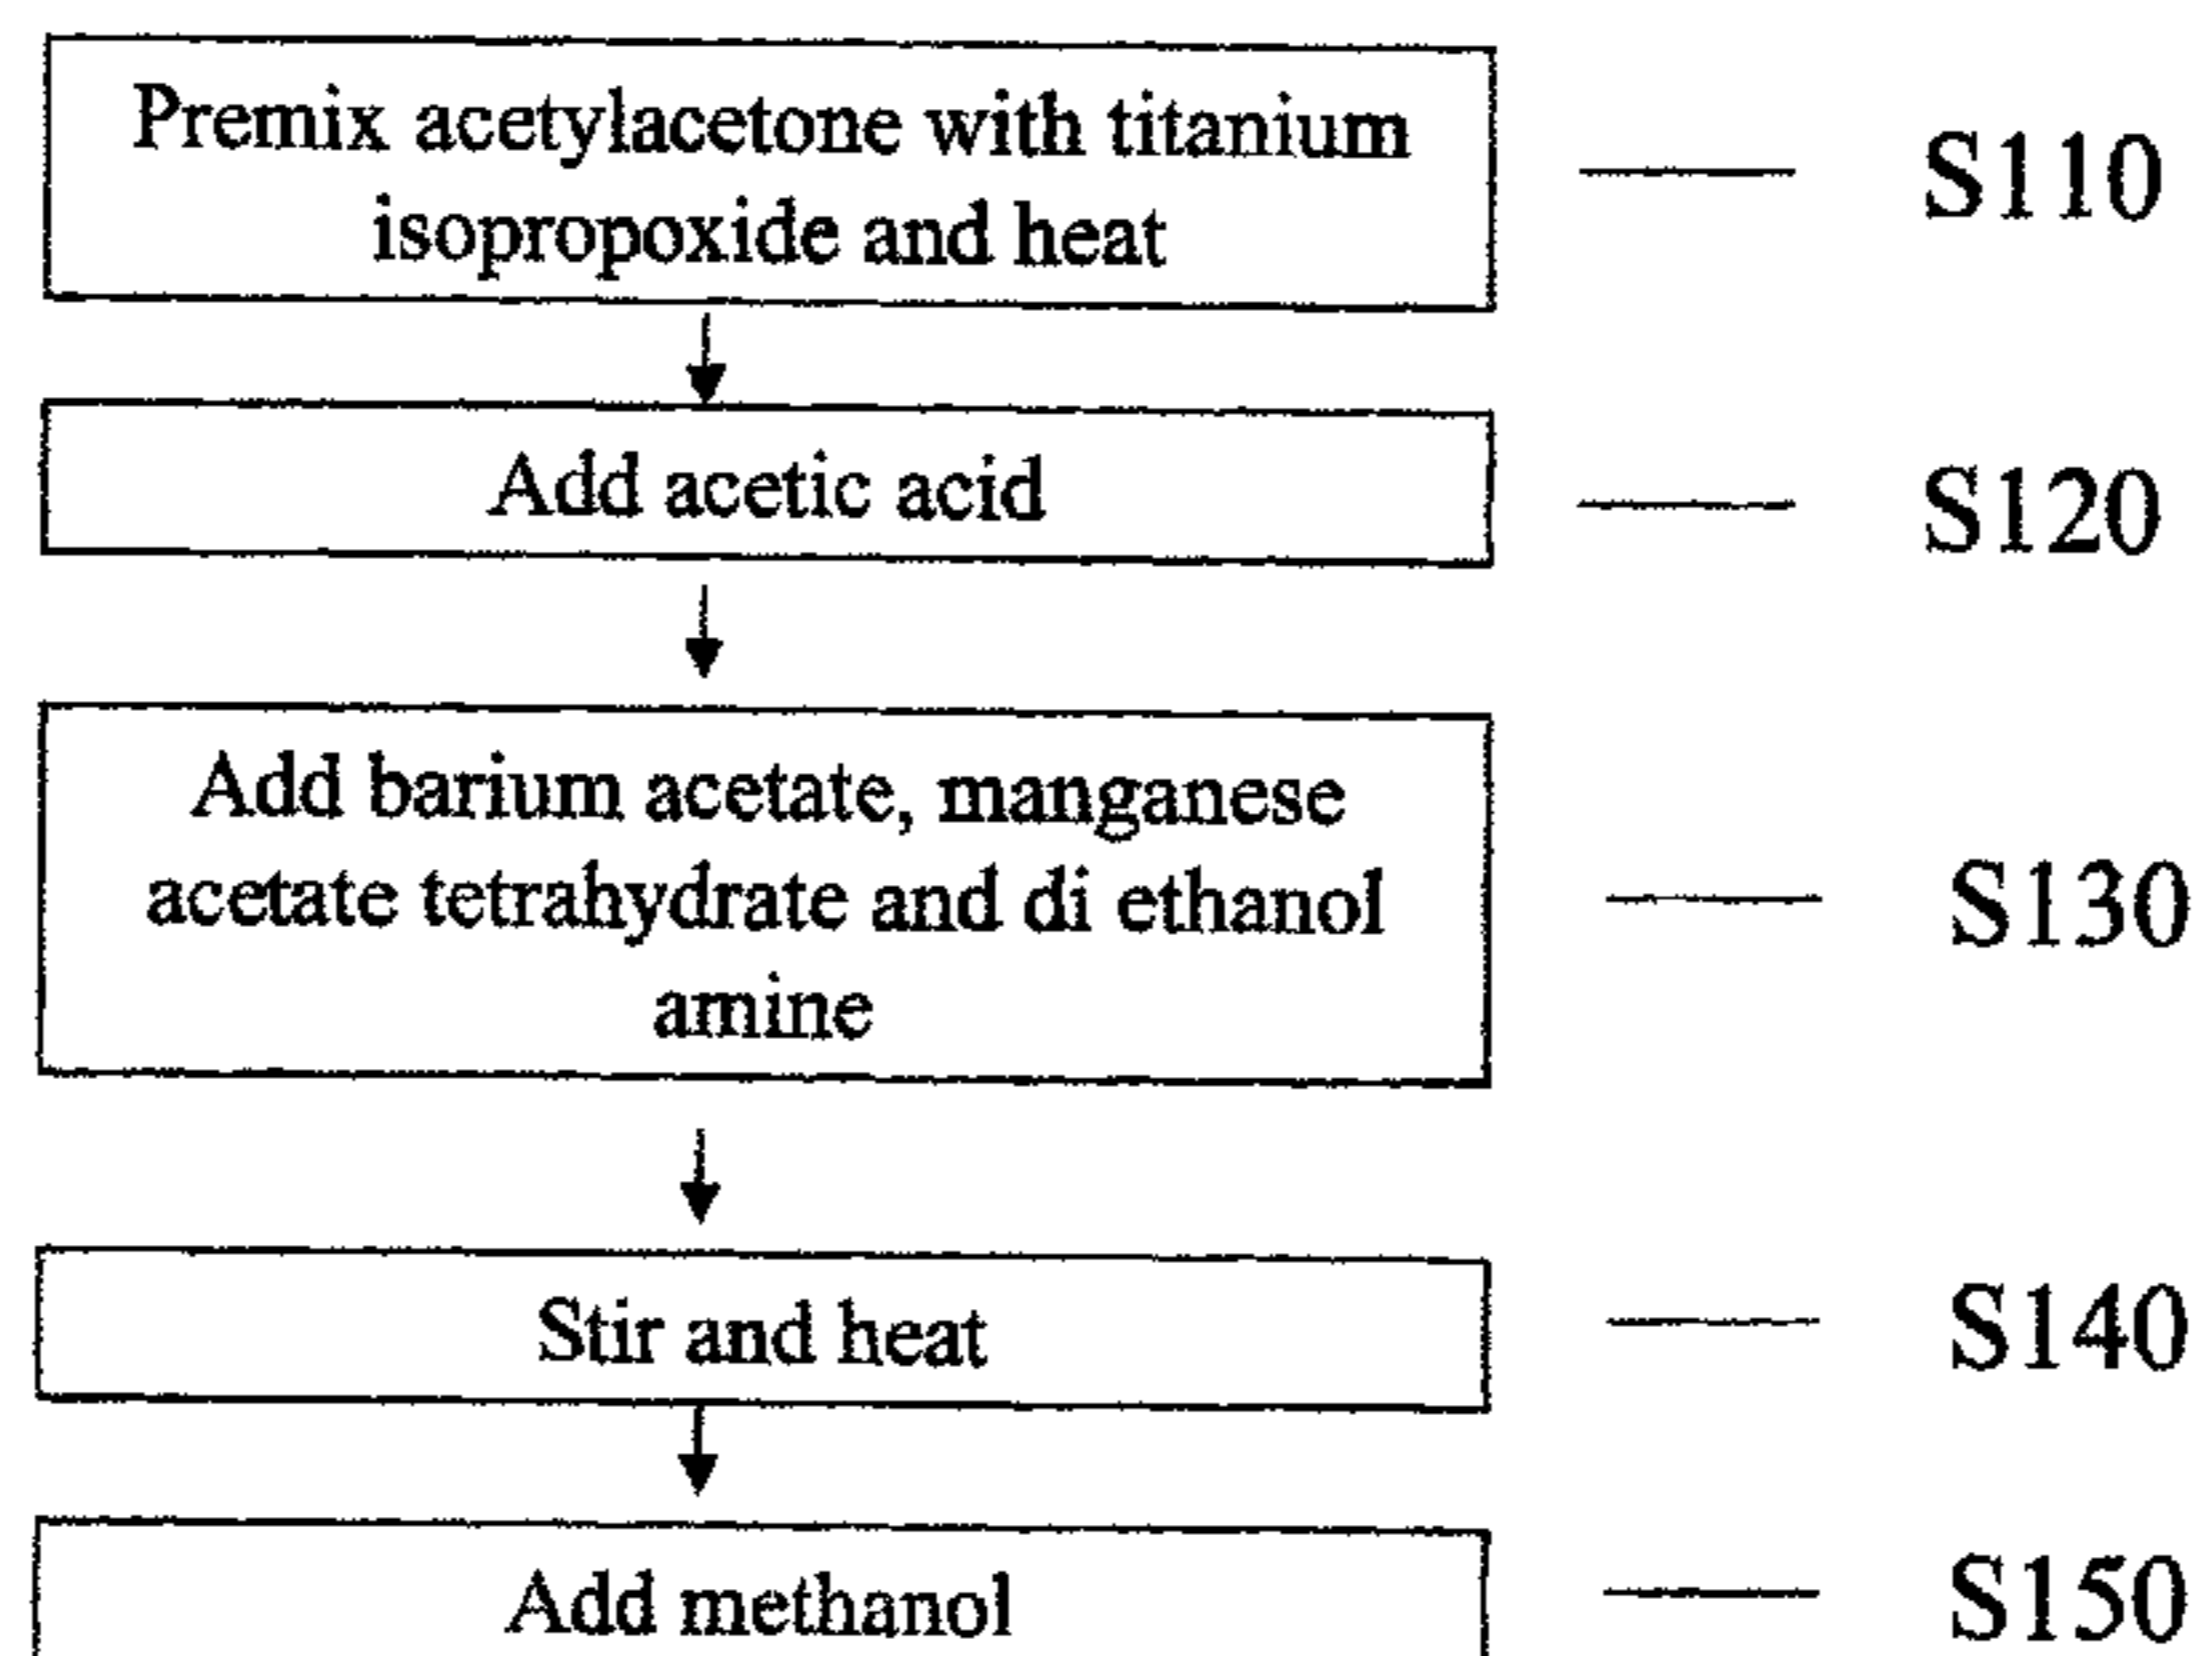 Premix acetylacetone with titanium
isopropoxide and heat
S110
Add acetic acid
S120
Add barium acetate, manganese
acetate tetrahydrate and di ethanol
amine
S130
Stir and heat
S140
Add methanol
S150